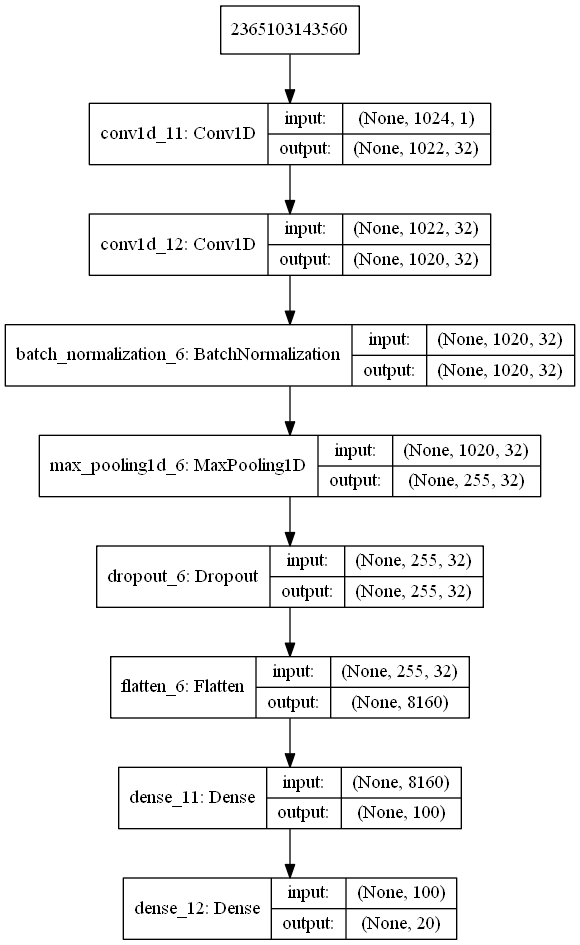 2365103143560
conv1d_11: Conv1D
input: (None, 1024, 1)
output: (None, 1022, 32)
conv1d_12: Conv1D
input: (None, 1022, 32)
output: (None, 1020, 32)
batch_normalization_6: BatchNormalization
input: (None, 1020, 32)
output: (None, 1020, 32)
max_pooling1d_6: MaxPooling1D
input: (None, 1020, 32)
output: (None, 255, 32)
dropout_6: Dropout
input: (None, 255, 32)
output: (None, 255, 32)
flatten_6: Flatten
input: (None, 255, 32)
output: (None, 8160)
dense_11: Dense
input: (None, 8160)
output: (None, 100)
dense_12: Dense
input: (None, 100)
output: (None, 20)